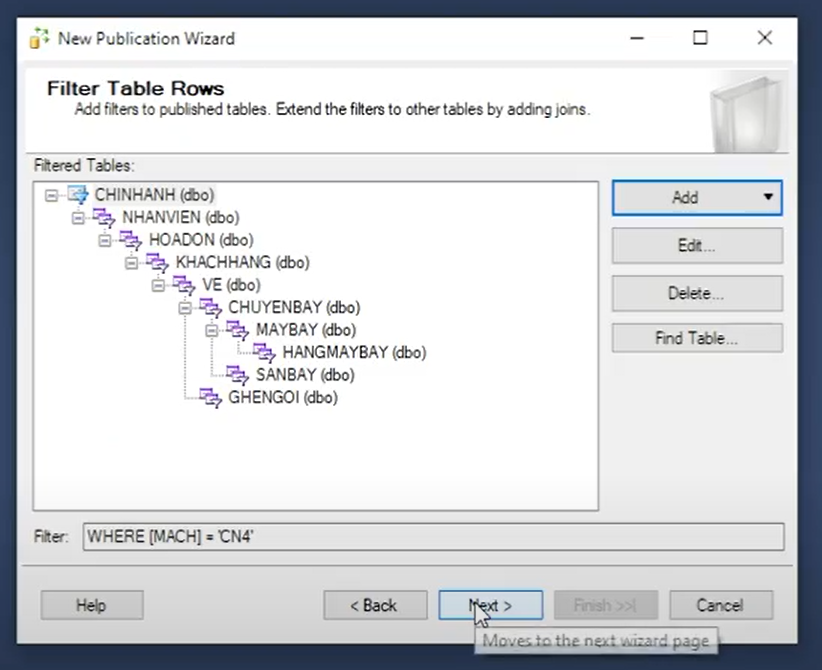 New Publication Wizard
Filter Table Rows
Add filters to published tables. Extend the filters to other tables by adding joins.
Filtered Tables:
CHINHANH (dbo)
NHANVIEN (dbo)
HOADON (dbo)
KHACHHANG (dbo)
VE (dbo)
CHUYENBAY (dbo)
MAYBAY (dbo)
HANGMAYBAY (dbo)
SANBAY (dbo)
GHENGOI (dbo)
Add
Edit...
Delete...
Find Table...
Filter: WHERE [MACH] = 'CN4'
Help < Back Next > Finish >>| Cancel
Moves to the next wizard page